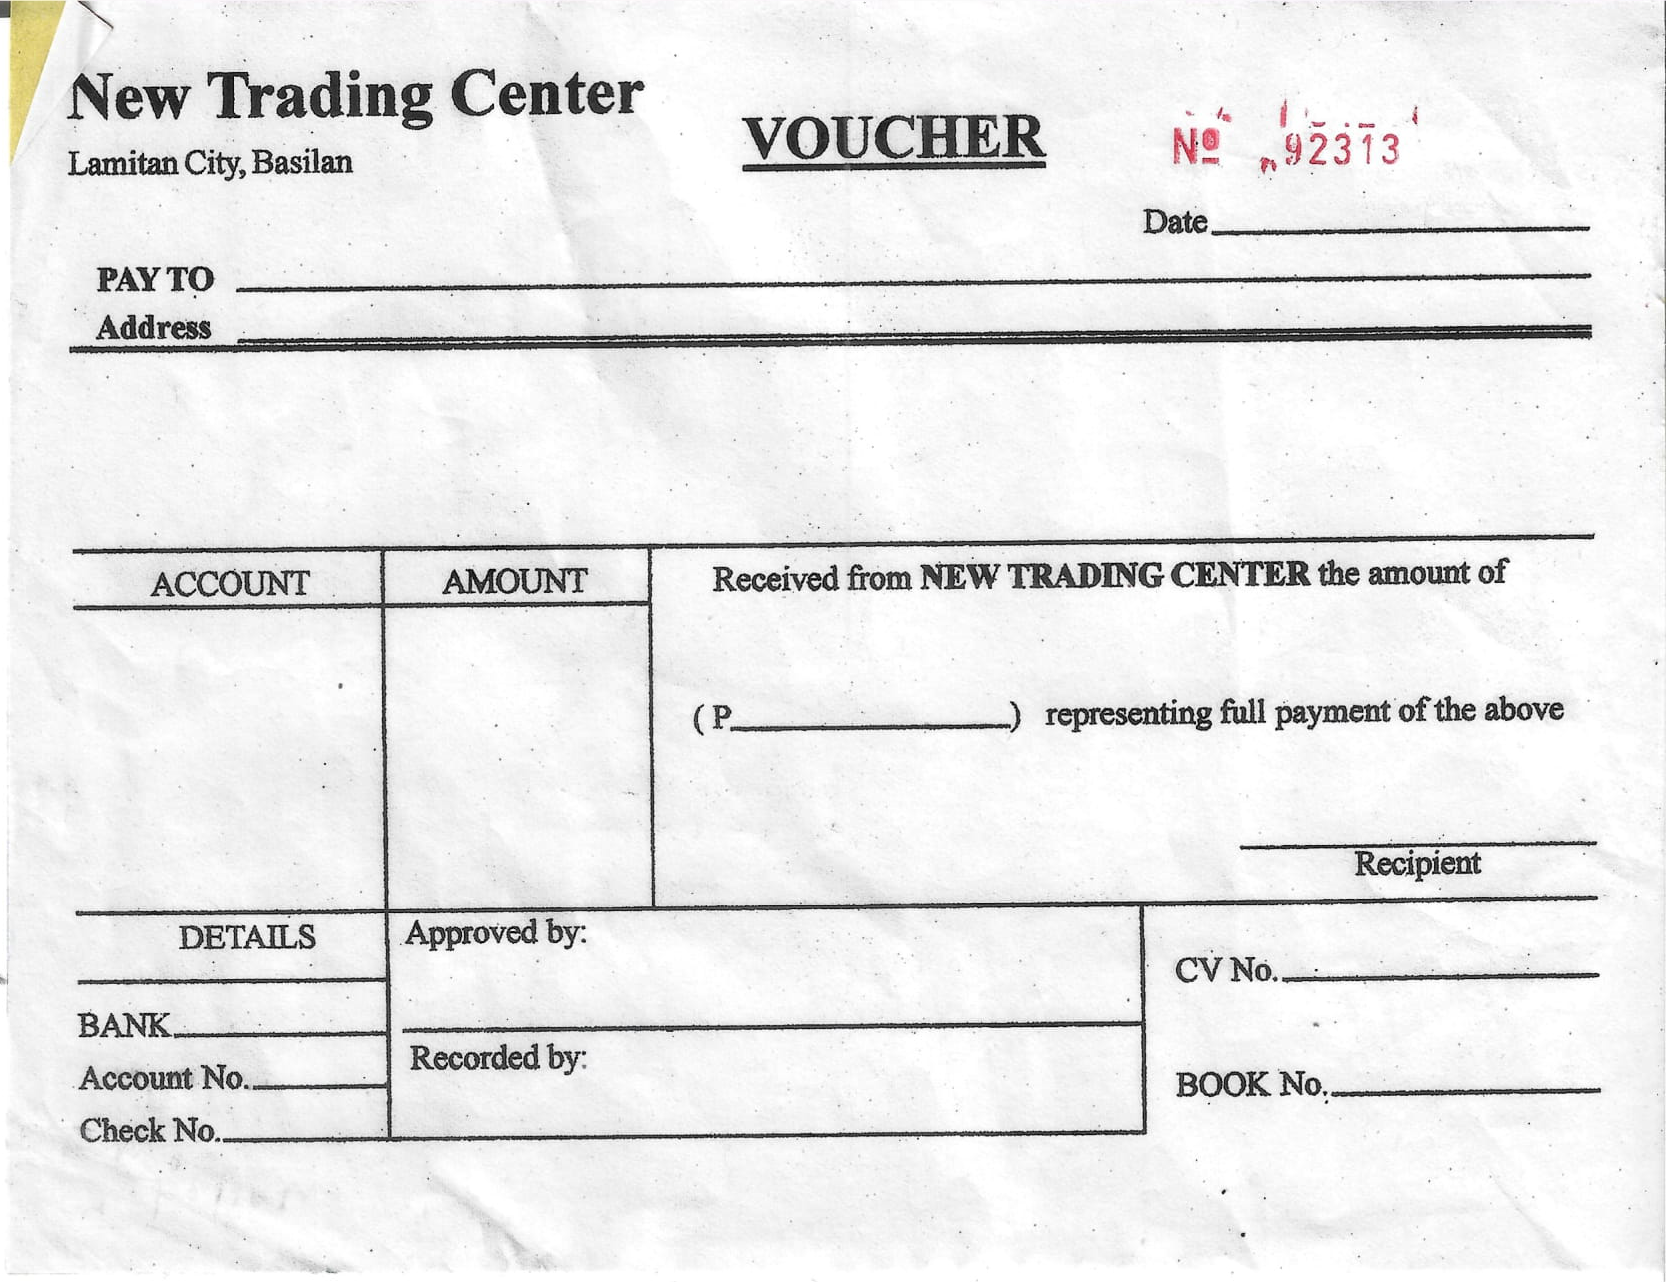 New Trading Center
Lamitan City, Basilan
VOUCHER
Nº 92313
Date
PAY TO
Address
ACCOUNT
AMOUNT
Received from NEW TRADING CENTER the amount of
( P ) representing full payment of the above
Recipient
DETAILS
BANK
Account No.
Check No.
Approved by:
Recorded by:
CV No.
BOOK No.